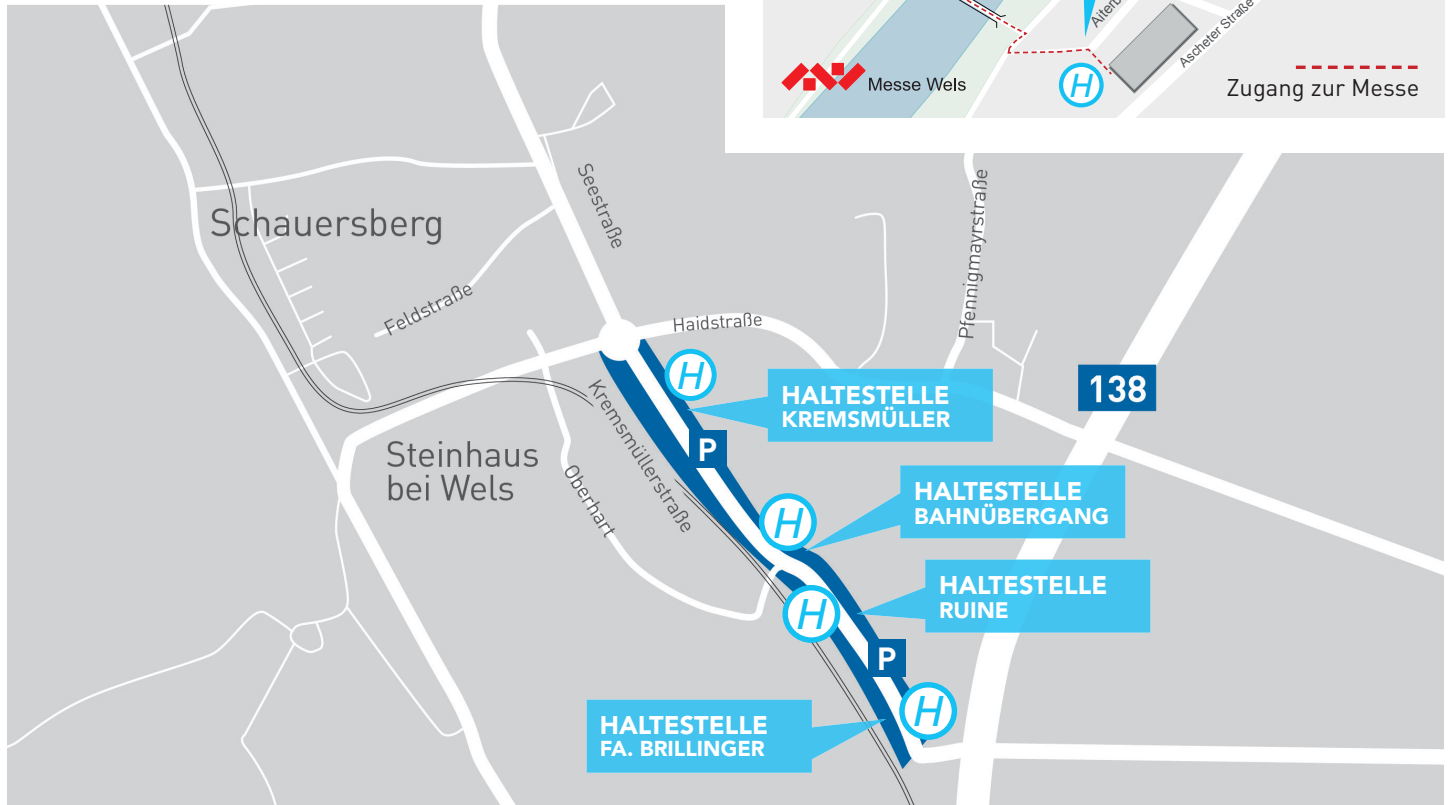 Aiterb
Ascheter Straße
H
Messe Wels
Zugang zur Messe
Seestraße
Pfennigmayrstraße
Schauersberg
Feldstraße
Haidstraße
H
HALTESTELLE
KREMSMÜLLER
138
Kremsmüllerstraße
P
Steinhaus
bei Wels
Oberhart
HALTESTELLE
BAHNÜBERGANG
H
HALTESTELLE
RUINE
H
P
H
HALTESTELLE
FA. BRILLINGER